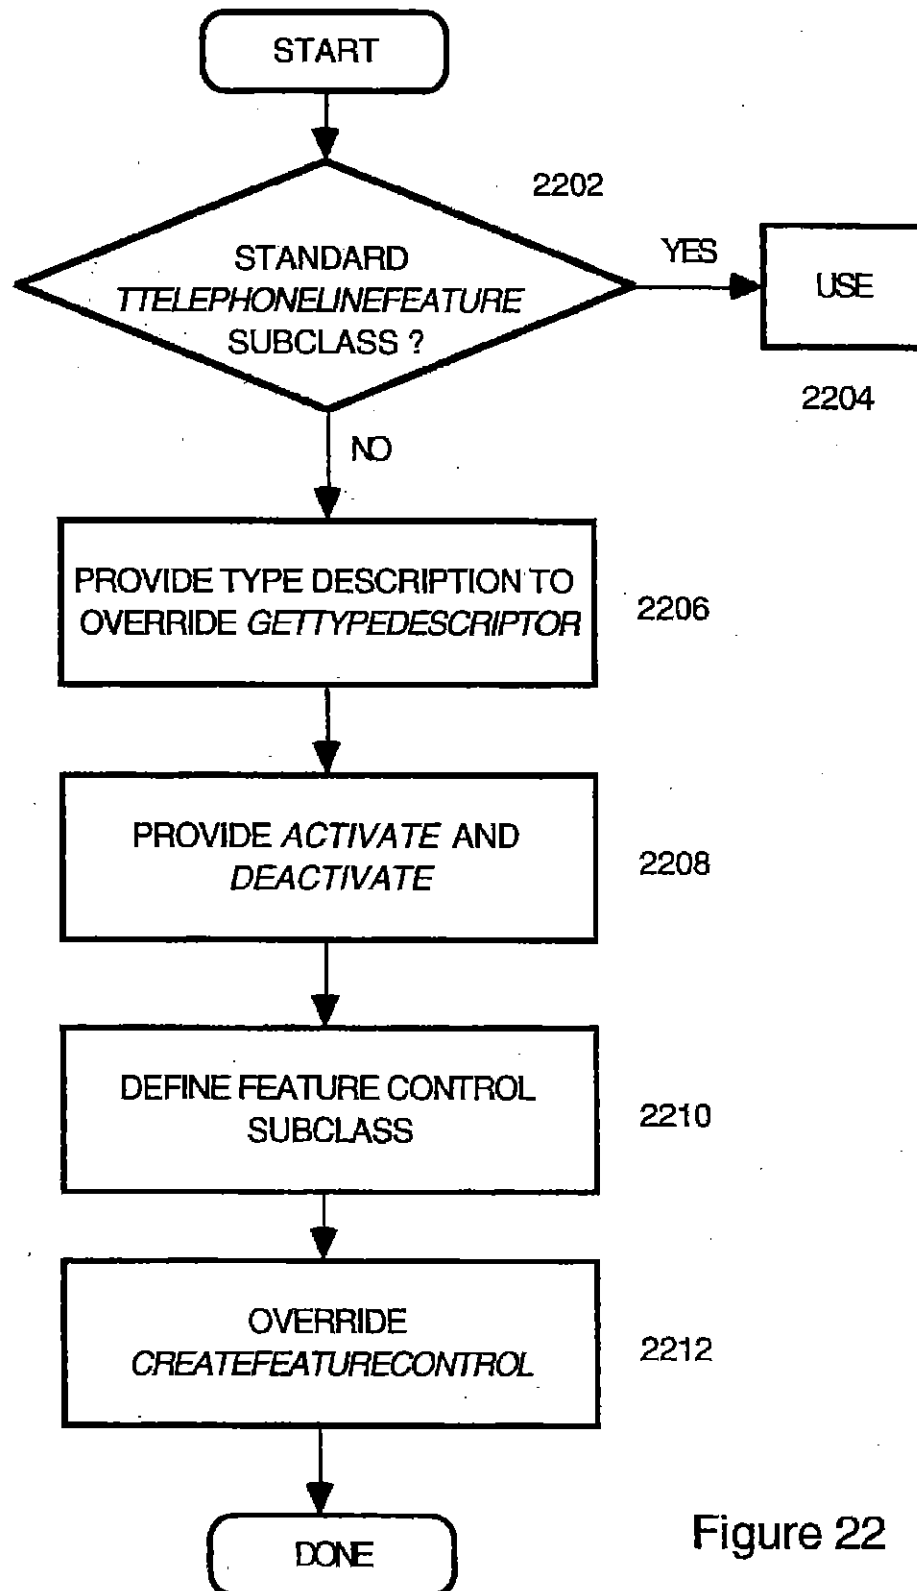 START
2202
STANDARD
TTELEPHONELINEFEATURE
SUBCLASS ?
YES
USE
2204
NO
PROVIDE TYPE DESCRIPTION TO
OVERRIDE GETTYPEDESCRIPTOR
2206
PROVIDE ACTIVATE AND
DEACTIVATE
2208
DEFINE FEATURE CONTROL
SUBCLASS
2210
OVERRIDE
CREATEFEATURECONTROL
2212
DONE
Figure 22